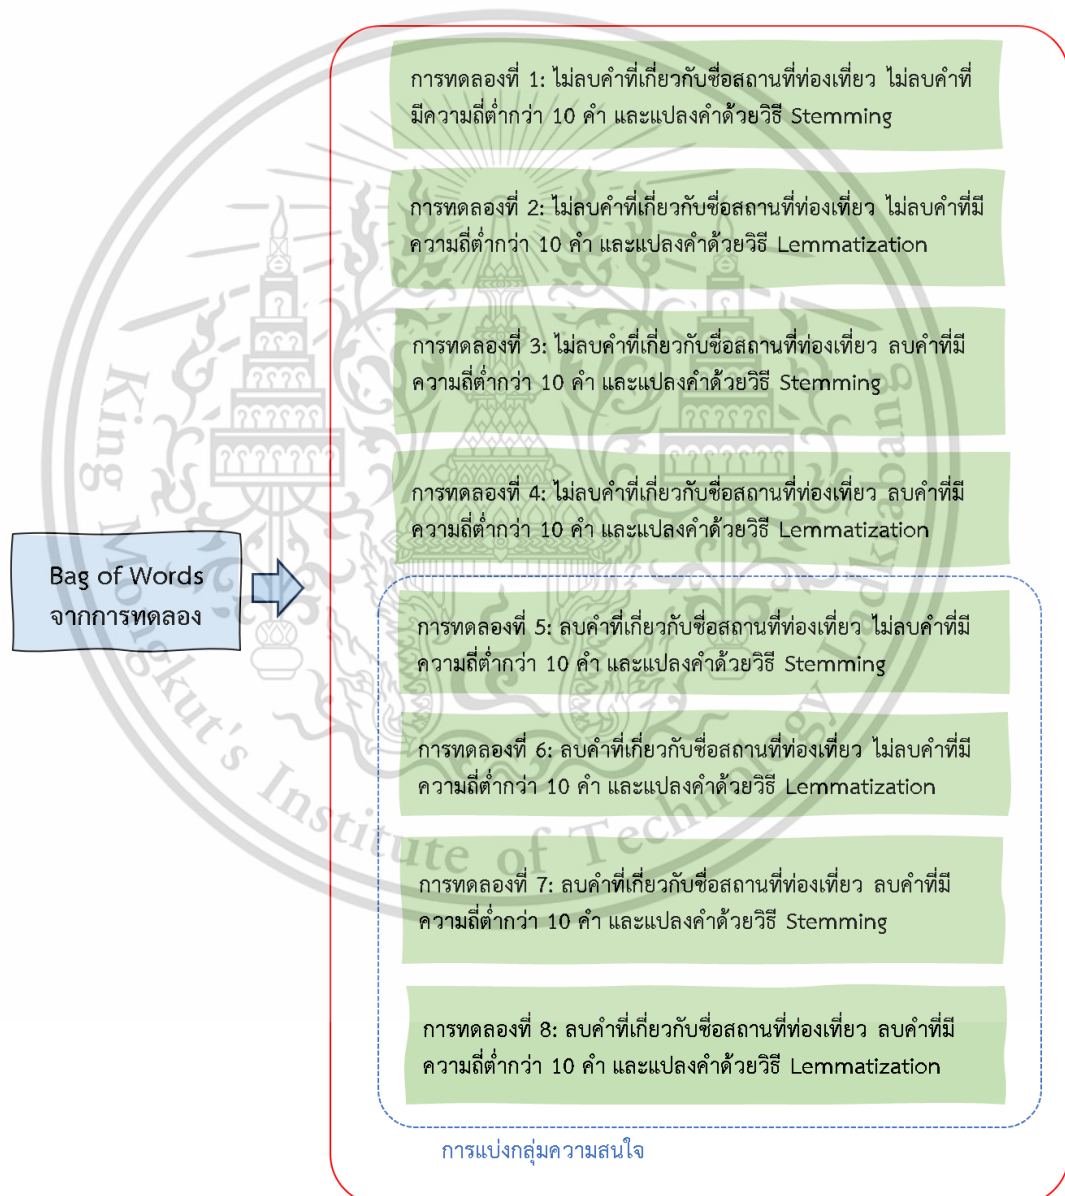 การทดลองที่ 1: ไม่ลบคำที่เกี่ยวกับชื่อสถานที่ท่องเที่ยว ไม่ลบคำที่
มีความถี่ต่ำกว่า 10 คำ และแปลงคำด้วยวิธี Stemming
การทดลองที่ 2: ไม่ลบคำที่เกี่ยวกับชื่อสถานที่ท่องเที่ยว ไม่ลบคำที่มี
ความถี่ต่ำกว่า 10 คำ และแปลงคำด้วยวิธี Lemmatization
การทดลองที่ 3: ไม่ลบคำที่เกี่ยวกับชื่อสถานที่ท่องเที่ยว ลบคำที่มี
ความถี่ต่ำกว่า 10 คำ และแปลงคำด้วยวิธี Stemming
การทดลองที่ 4: ไม่ลบคำที่เกี่ยวกับชื่อสถานที่ท่องเที่ยว ลบคำที่มี
ความถี่ต่ำกว่า 10 คำ และแปลงคำด้วยวิธี Lemmatization
Bag of Words
จากการทดลอง
การทดลองที่ 5: ลบคำที่เกี่ยวกับชื่อสถานที่ท่องเที่ยว ไม่ลบคำที่มี
ความถี่ต่ำกว่า 10 คำ และแปลงคำด้วยวิธี Stemming
การทดลองที่ 6: ลบคำที่เกี่ยวกับชื่อสถานที่ท่องเที่ยว ไม่ลบคำที่มี
ความถี่ต่ำกว่า 10 คำ และแปลงคำด้วยวิธี Lemmatization
การทดลองที่ 7: ลบคำที่เกี่ยวกับชื่อสถานที่ท่องเที่ยว ลบคำที่มี
ความถี่ต่ำกว่า 10 คำ และแปลงคำด้วยวิธี Stemming
การทดลองที่ 8: ลบคำที่เกี่ยวกับชื่อสถานที่ท่องเที่ยว ลบคำที่มี
ความถี่ต่ำกว่า 10 คำ และแปลงคำด้วยวิธี Lemmatization
การแบ่งกลุ่มความสนใจ
King Mongkut's Institute of Technology